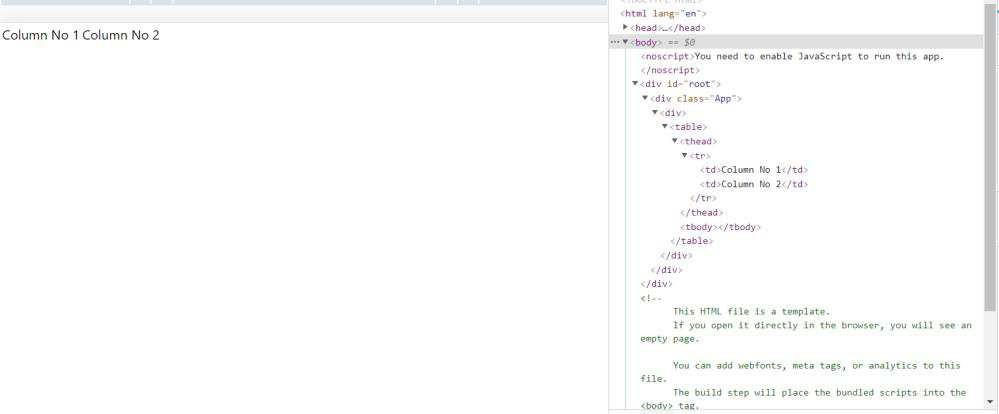 Column No 1 Column No 2
<html lang="en">
<head>…</head>
<body> == $0
<noscript>You need to enable JavaScript to run this app.
</noscript>
<div id="root">
<div class="App">
<div>
<table>
<thead>
<tr>
<td>Column No 1</td>
<td>Column No 2</td>
</tr>
</thead>
<tbody></tbody>
</table>
</div>
</div>
</div>
<!--
This HTML file is a template.
If you open it directly in the browser, you will see an
empty page.
You can add webfonts, meta tags, or analytics to this
file.
The build step will place the bundled scripts into the
<body> tag.